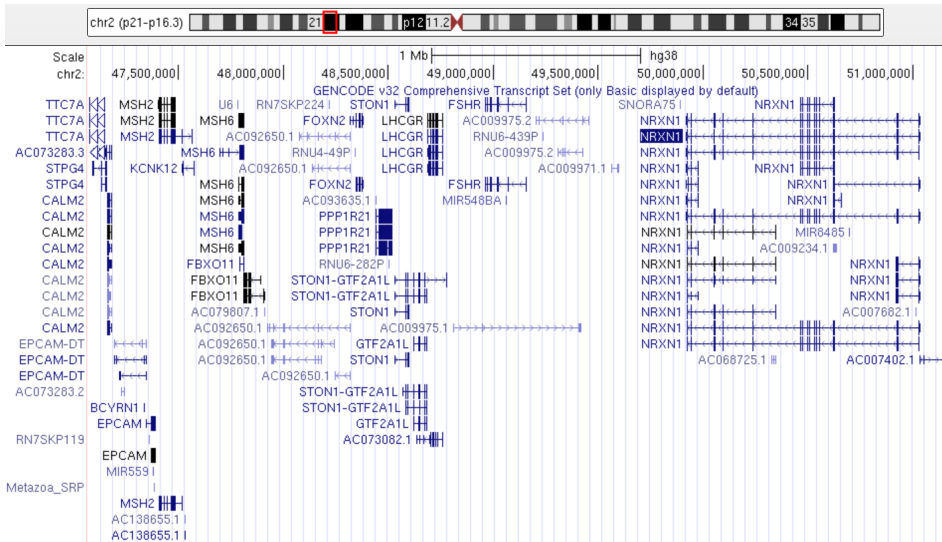 chr2 (p21-p16.3) 21 p12 11.2 34 35
Scale 1 Mb hg38
chr2: 47,500,000 48,000,000 48,500,000 49,000,000 49,500,000 50,000,000 50,500,000 51,000,000
GENCODE v32 Comprehensive Transcript Set (only Basic displayed by default)
TTC7A MSH2 U6 RN7SKP224 STON1 FSHR SNORA75 NRXN1
TTC7A MSH2 MSH6 FOXN2 LHCGR AC009975.2 NRXN1
TTC7A MSH2 AC092650.1 LHCGR RNU6-439P NRXN1
AC073283.3 MSH6 RNU4-49P LHCGR AC009975.2 NRXN1
STPG4 KCNK12 AC092650.1 LHCGR AC009971.1 NRXN1 NRXN1
STPG4 MSH6 FOXN2 FSHR NRXN1 NRXN1
CALM2 MSH6 AC093635.1 MIR548BA NRXN1 NRXN1
CALM2 MSH6 PPP1R21 NRXN1
CALM2 MSH6 PPP1R21 NRXN1 MIR8485
CALM2 MSH6 PPP1R21 NRXN1 AC009234.1
CALM2 FBXO11 RNU6-282P NRXN1 NRXN1
CALM2 FBXO11 STON1-GTF2A1L NRXN1 NRXN1
CALM2 FBXO11 STON1-GTF2A1L NRXN1 NRXN1
CALM2 AC079807.1 STON1 NRXN1 AC007682.1
CALM2 AC092650.1 AC009975.1 NRXN1
EPCAM-DT AC092650.1 GTF2A1L NRXN1
EPCAM-DT AC092650.1 STON1 AC068725.1 AC007402.1
EPCAM-DT AC092650.1
AC073283.2 STON1-GTF2A1L
BCYRN1 STON1-GTF2A1L
EPCAM GTF2A1L
RN7SKP119 AC073082.1
EPCAM
MIR559
Metazoa_SRP
MSH2
AC138655.1
AC138655.1